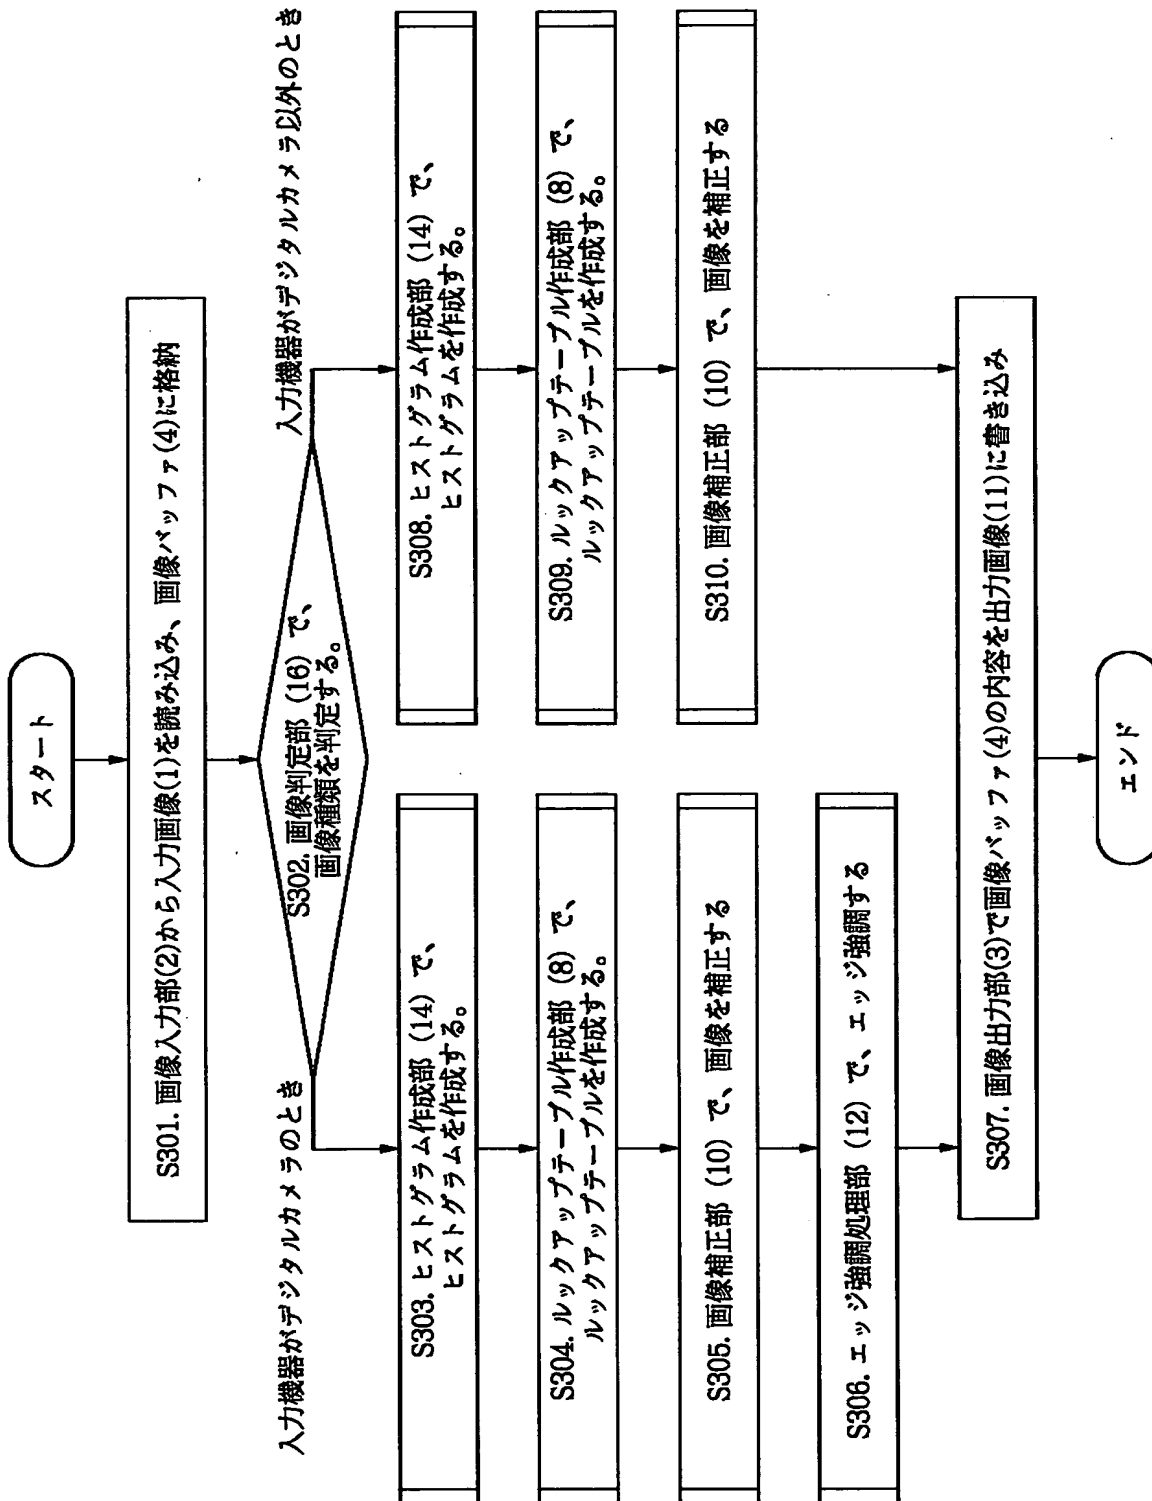 スタート
S301. 画像入力部(2)から入力画像(1)を読み込み、画像バッファ(4)に格納
S302. 画像判定部 (16) で、
画像種類を判定する。
入力機器がデジタルカメラのとき
S303. ヒストグラム作成部 (14) で、
ヒストグラムを作成する。
S304. ルックアップテーブル作成部 (8) で、
ルックアップテーブルを作成する。
S305. 画像補正部 (10) で、画像を補正する
S306. エッジ強調処理部 (12) で、エッジ強調する
入力機器がデジタルカメラ以外のとき
S308. ヒストグラム作成部 (14) で、
ヒストグラムを作成する。
S309. ルックアップテーブル作成部 (8) で、
ルックアップテーブルを作成する。
S310. 画像補正部 (10) で、画像を補正する
S307. 画像出力部(3)で画像バッファ(4)の内容を出力画像(11)に書き込み
エンド